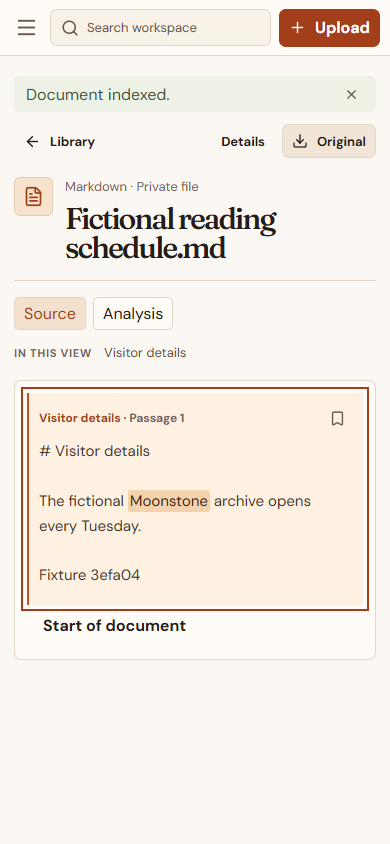 Search workspace
+ Upload
Document indexed.
Library
Details
Original
Markdown · Private file
Fictional reading
schedule.md
Source
Analysis
IN THIS VIEW Visitor details
Visitor details · Passage 1
# Visitor details
The fictional Moonstone archive opens
every Tuesday.
Fixture 3efa04
Start of document